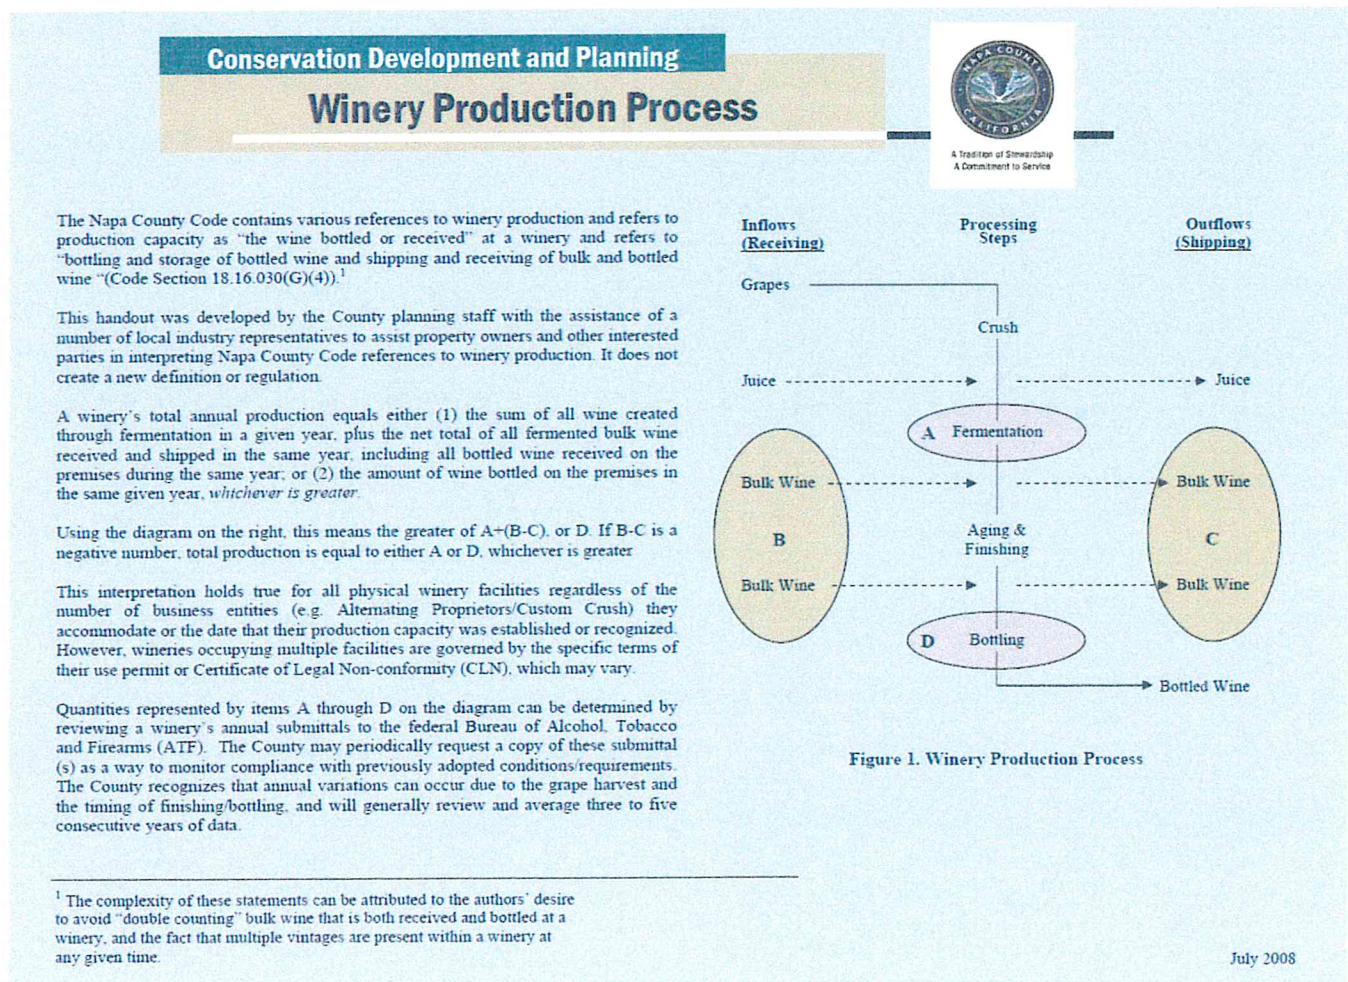 Conservation Development and Planning
Winery Production Process
NAPA COUNTY
CALIFORNIA
A Tradition of Stewardship
A Commitment to Service
The Napa County Code contains various references to winery production and refers to
production capacity as "the wine bottled or received" at a winery and refers to
"bottling and storage of bottled wine and shipping and receiving of bulk and bottled
wine "(Code Section 18.16.030(G)(4)).1
This handout was developed by the County planning staff with the assistance of a
number of local industry representatives to assist property owners and other interested
parties in interpreting Napa County Code references to winery production. It does not
create a new definition or regulation.
A winery's total annual production equals either (1) the sum of all wine created
through fermentation in a given year, plus the net total of all fermented bulk wine
received and shipped in the same year, including all bottled wine received on the
premises during the same year; or (2) the amount of wine bottled on the premises in
the same given year, whichever is greater.
Using the diagram on the right, this means the greater of A+(B-C), or D. If B-C is a
negative number, total production is equal to either A or D, whichever is greater
This interpretation holds true for all physical winery facilities regardless of the
number of business entities (e.g. Alternating Proprietors/Custom Crush) they
accommodate or the date that their production capacity was established or recognized.
However, wineries occupying multiple facilities are governed by the specific terms of
their use permit or Certificate of Legal Non-conformity (CLN), which may vary.
Quantities represented by items A through D on the diagram can be determined by
reviewing a winery's annual submittals to the federal Bureau of Alcohol, Tobacco
and Firearms (ATF). The County may periodically request a copy of these submittal
(s) as a way to monitor compliance with previously adopted conditions/requirements.
The County recognizes that annual variations can occur due to the grape harvest and
the timing of finishing/bottling, and will generally review and average three to five
consecutive years of data.
1 The complexity of these statements can be attributed to the authors' desire
to avoid "double counting" bulk wine that is both received and bottled at a
winery, and the fact that multiple vintages are present within a winery at
any given time.
Inflows
(Receiving)
Processing
Steps
Outflows
(Shipping)
Grapes
Crush
Juice
Juice
A Fermentation
Bulk Wine
Bulk Wine
Aging &
Finishing
B
C
Bulk Wine
Bulk Wine
D Bottling
Bottled Wine
Figure 1. Winery Production Process
July 2008